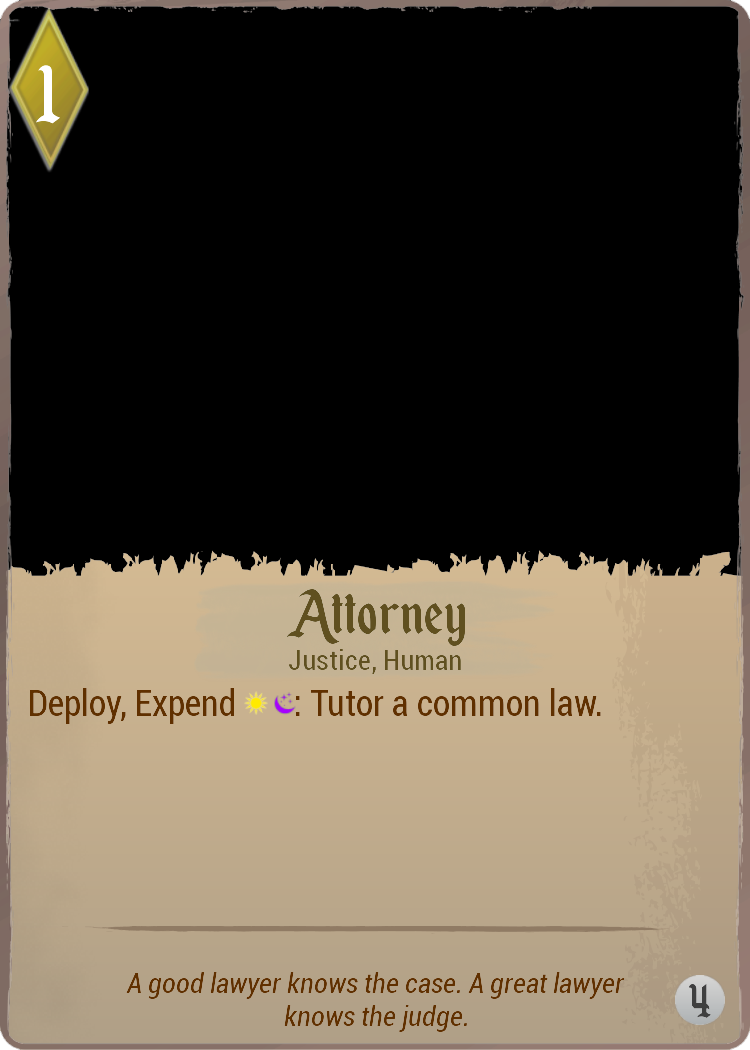 1
Attorney
Justice, Human
Deploy, Expend : Tutor a common law.
A good lawyer knows the case. A great lawyer
knows the judge.
4